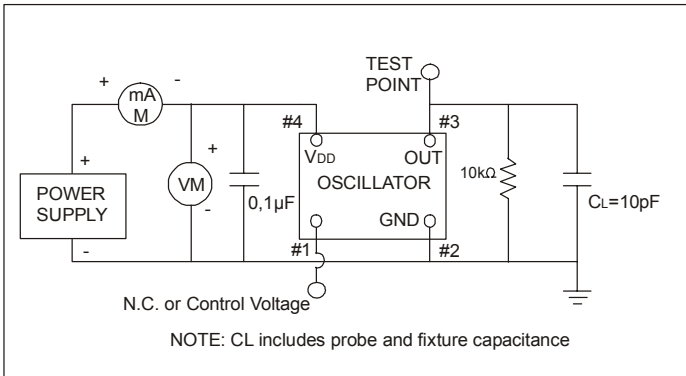 TEST
POINT
+ -
mA
M
+
#4 #3
VDD OUT
OSCILLATOR
POWER
SUPPLY
+
VM
-
0,1µF
10kΩ
CL=10pF
GND
-
#1 #2
N.C. or Control Voltage
NOTE: CL includes probe and fixture capacitance